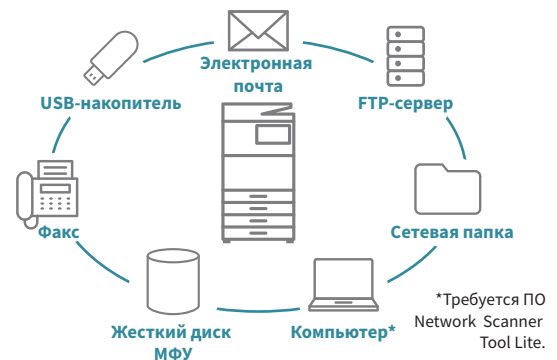 Электронная
почта
USB-накопитель
FTP-сервер
Факс
Сетевая папка
Жесткий диск
МФУ
Компьютер*
*Требуется ПО
Network Scanner
Tool Lite.